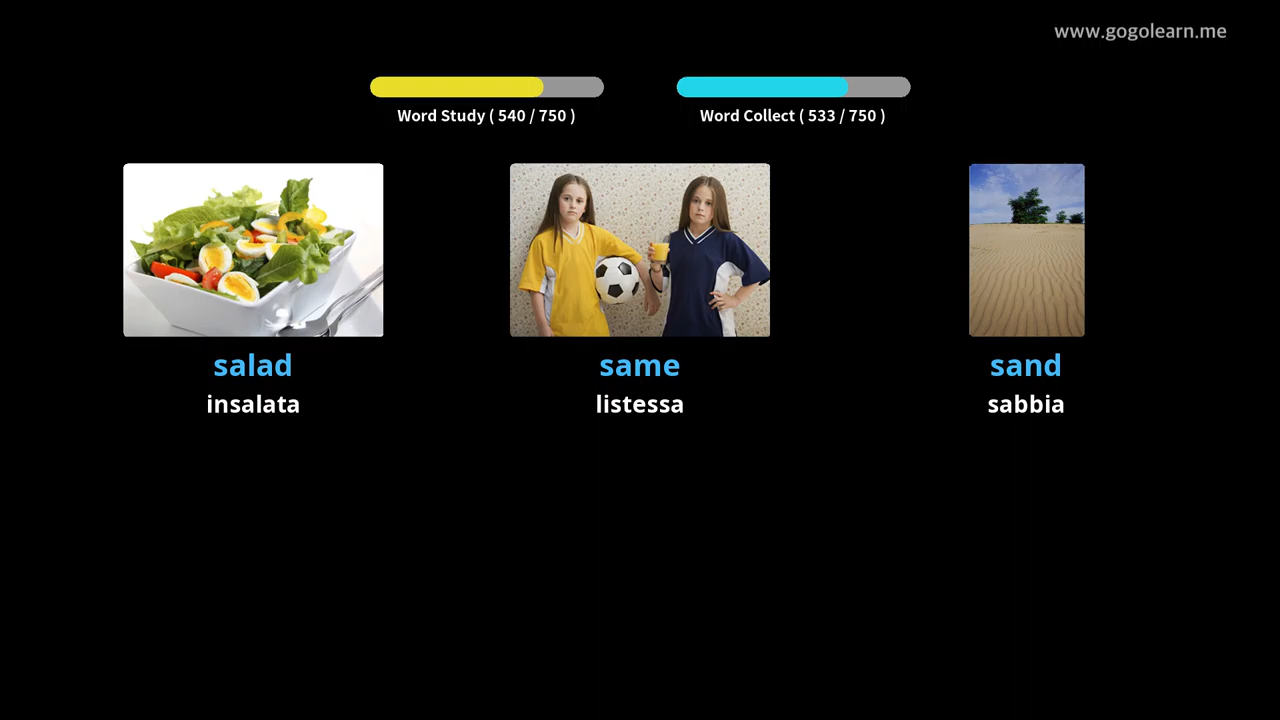 www.gogolearn.me
Word Study ( 540 / 750 )
Word Collect ( 533 / 750 )
salad
same
sand
insalata
listessa
sabbia